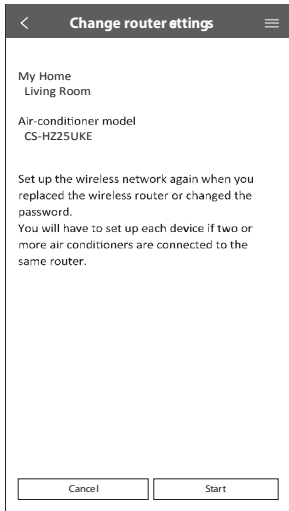 Change router ettings
My Home
Living Room
Air-conditioner model
CS-HZ25UKE
Set up the wireless network again when you
replaced the wireless router or changed the
password.
You will have to set up each device if two or
more air conditioners are connected to the
same router.
Cancel
Start